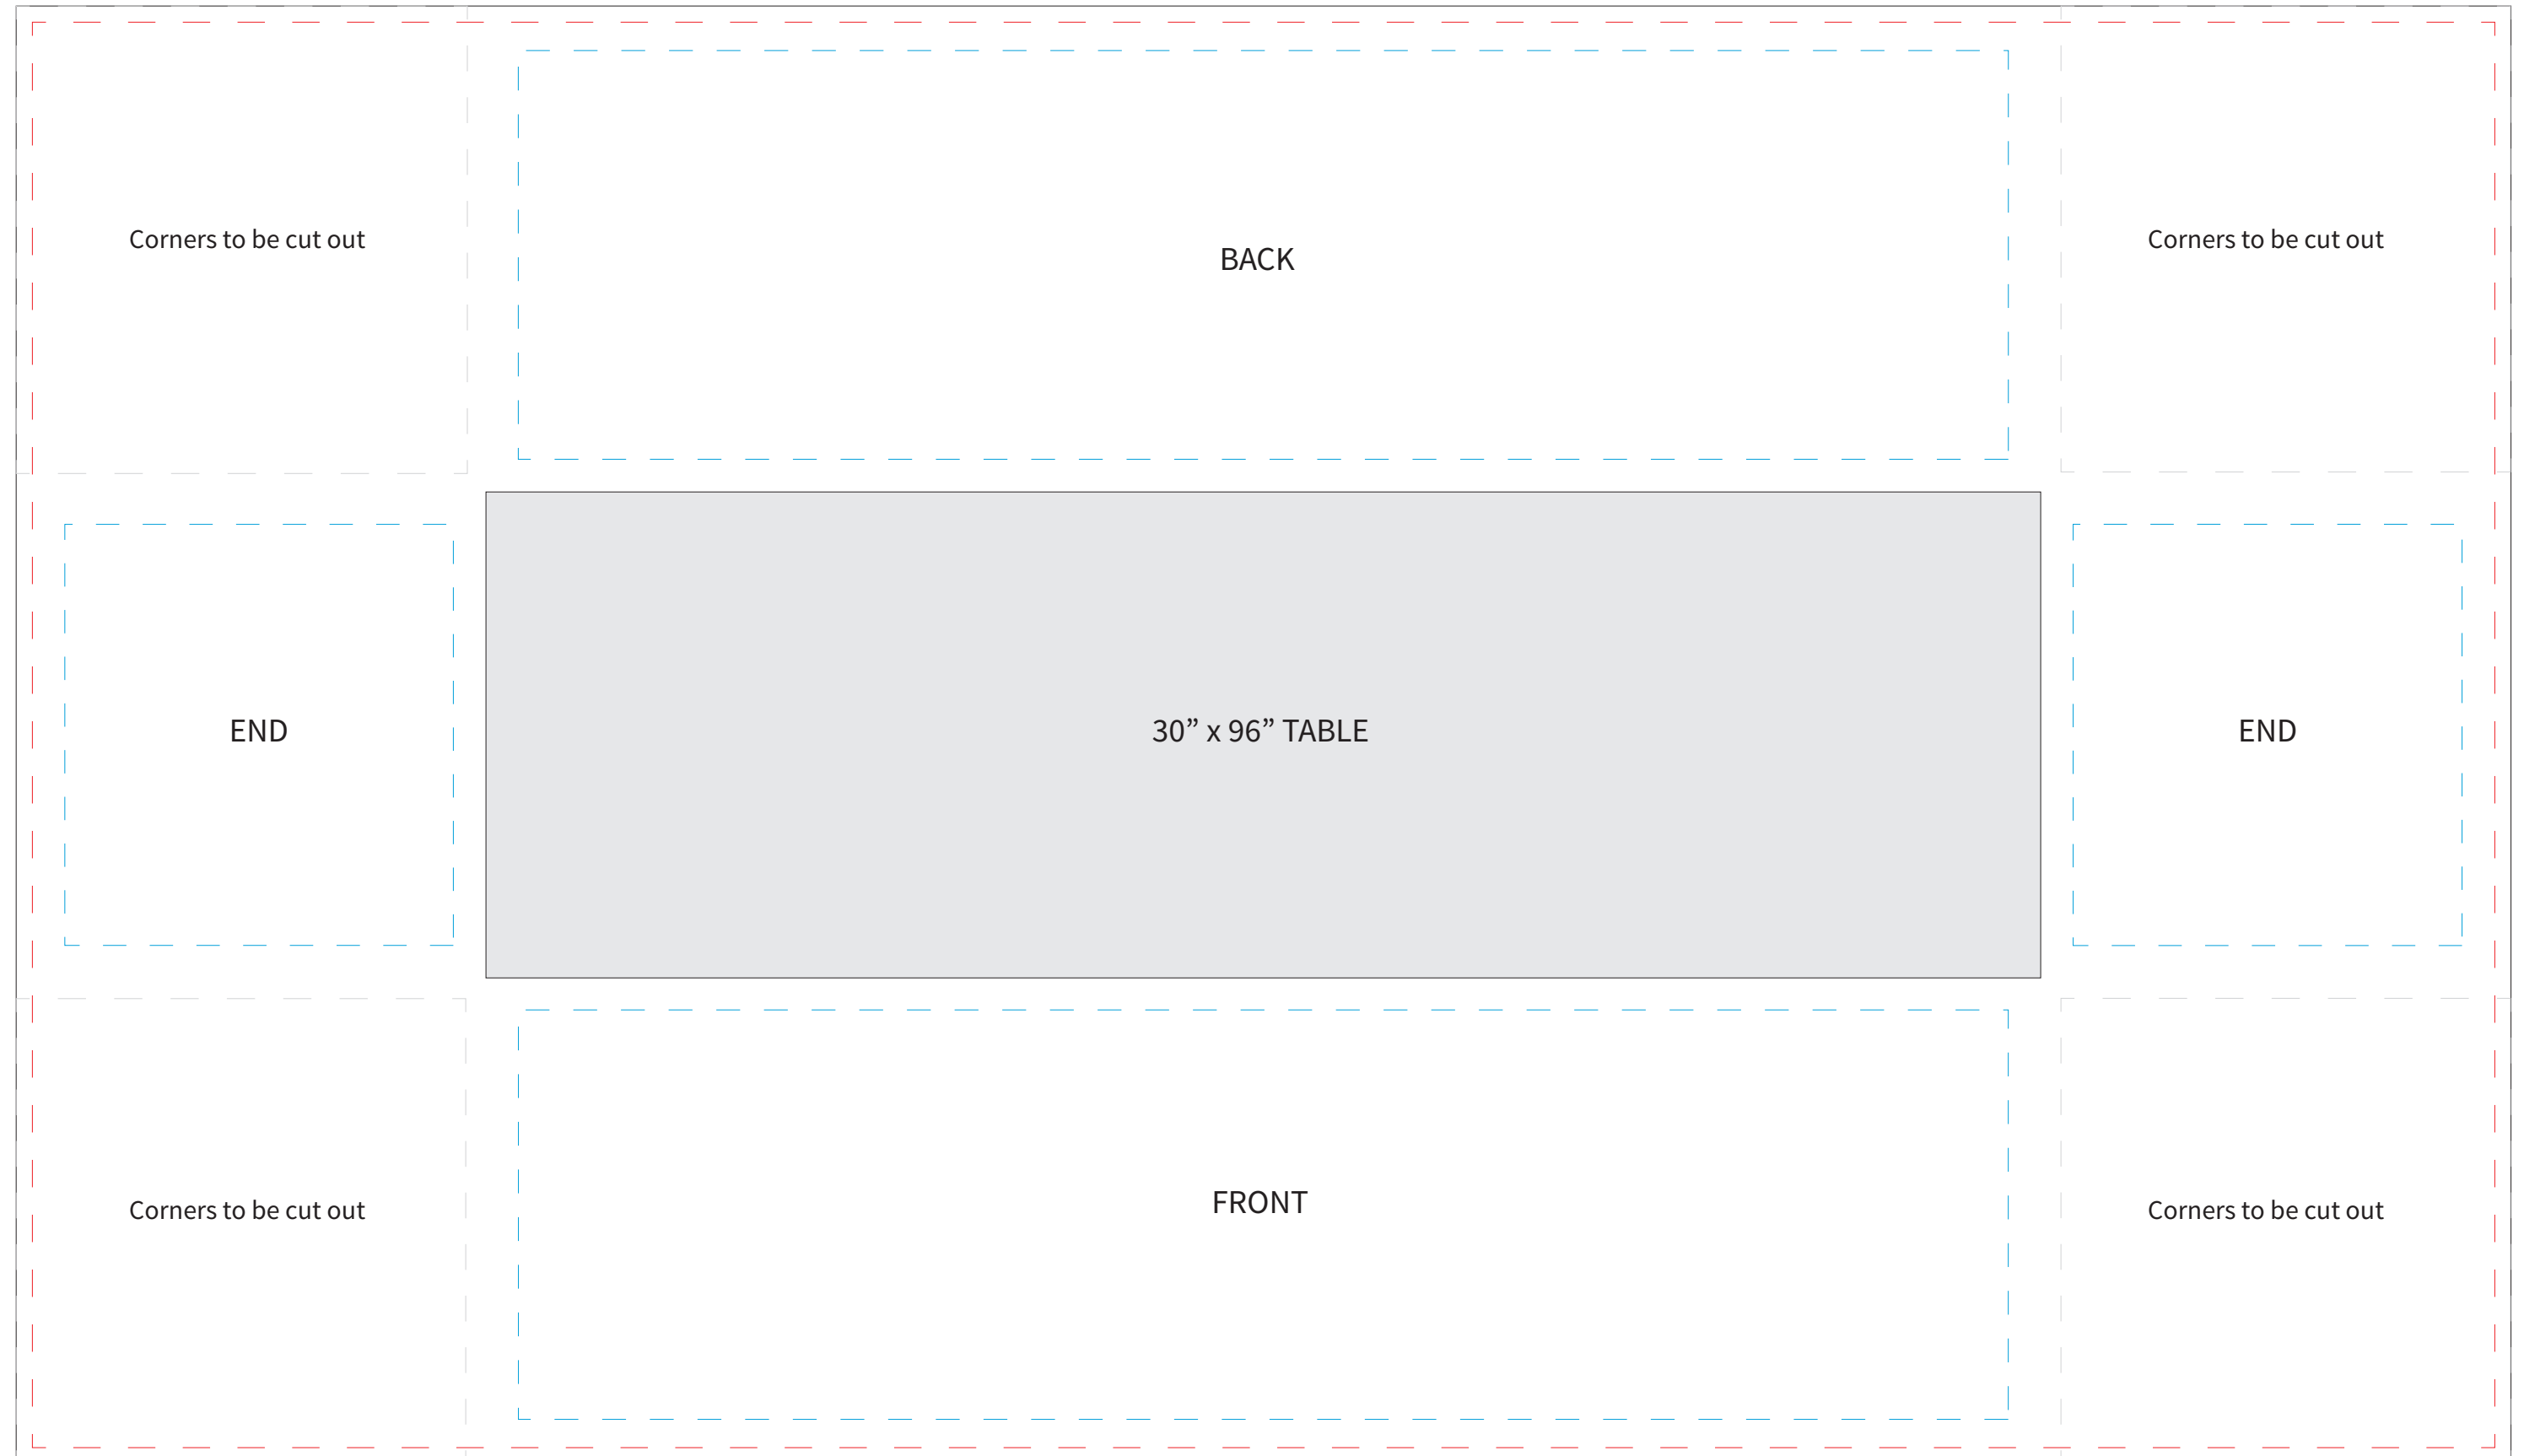 Corners to be cut out
Corners to be cut out
BACK
END
30” x 96” TABLE
END
Corners to be cut out
FRONT
Corners to be cut out